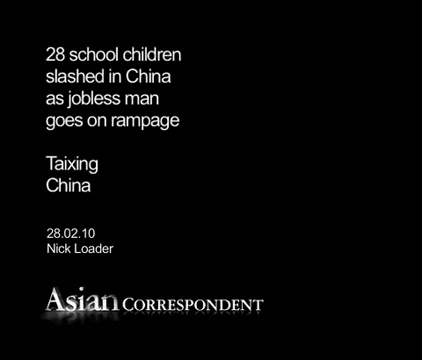 28 school children
slashed in China
as jobless man
goes on rampage
Taixing
China
28.02.10
Nick Loader
Asian CORRESPONDENT